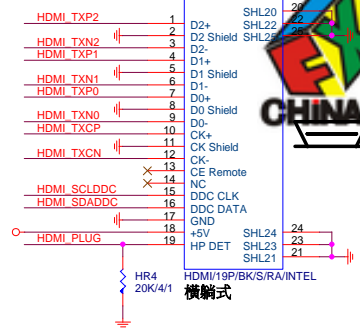 HDMI_TXP2 1 D2+
2 D2 Shield
HDMI_TXN2 3 D2-
HDMI_TXP1 4 D1+
5 D1 Shield
HDMI_TXN1 6 D1-
HDMI_TXP0 7 D0+
8 D0 Shield
HDMI_TXN0 9 D0-
HDMI_TXCP 10 CK+
11 CK Shield
HDMI_TXCN 12 CK-
13 CE Remote
14 NC
HDMI_SCLDDC 15 DDC CLK
HDMI_SDADDC 16 DDC DATA
17 GND
18 +5V
HDMI_PLUG 19 HP DET
SHL20 20
SHL22 22
SHL25 25
SHL24 24
SHL23 23
SHL21 21
CHiNA
HR4
20K/4/1
HDMI/19P/BK/S/RA/INTEL
橫躺式